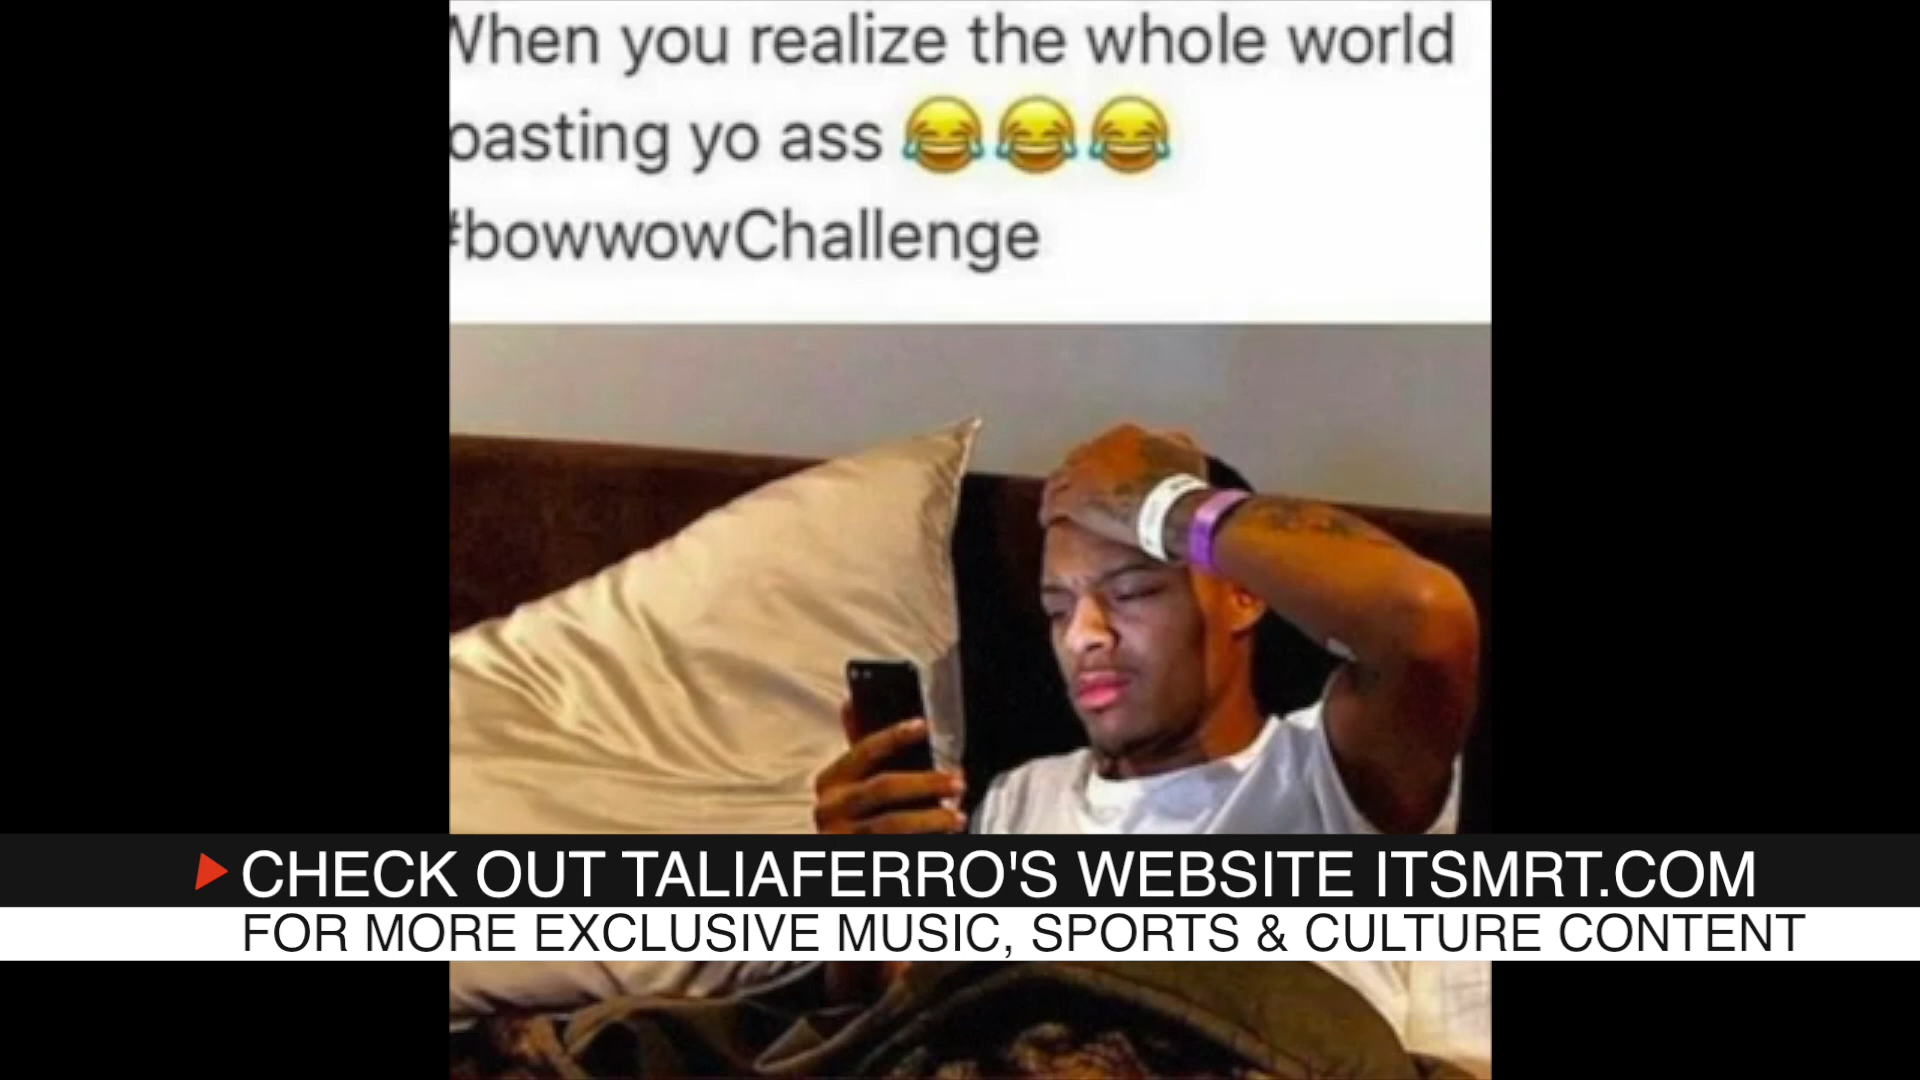 When you realize the whole world
oasting yo ass 😂😂😂
#bowwowChallenge
CHECK OUT TALIAFERRO'S WEBSITE ITSMRT.COM
FOR MORE EXCLUSIVE MUSIC, SPORTS & CULTURE CONTENT